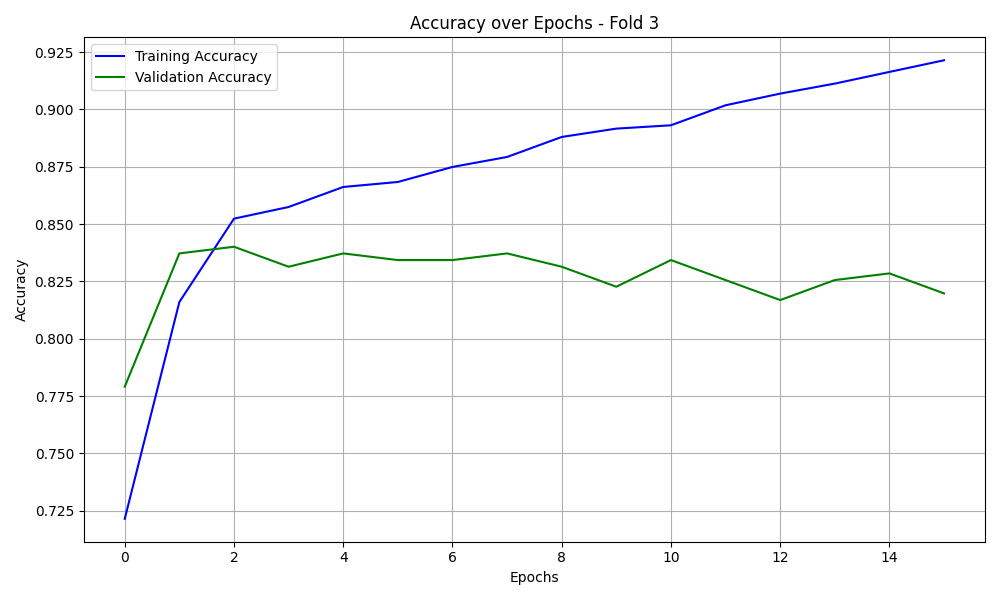 Accuracy over Epochs - Fold 3
Training Accuracy
Validation Accuracy
0.925
0.900
0.875
0.850
0.825
0.800
0.775
0.750
0.725
Accuracy
0 2 4 6 8 10 12 14
Epochs